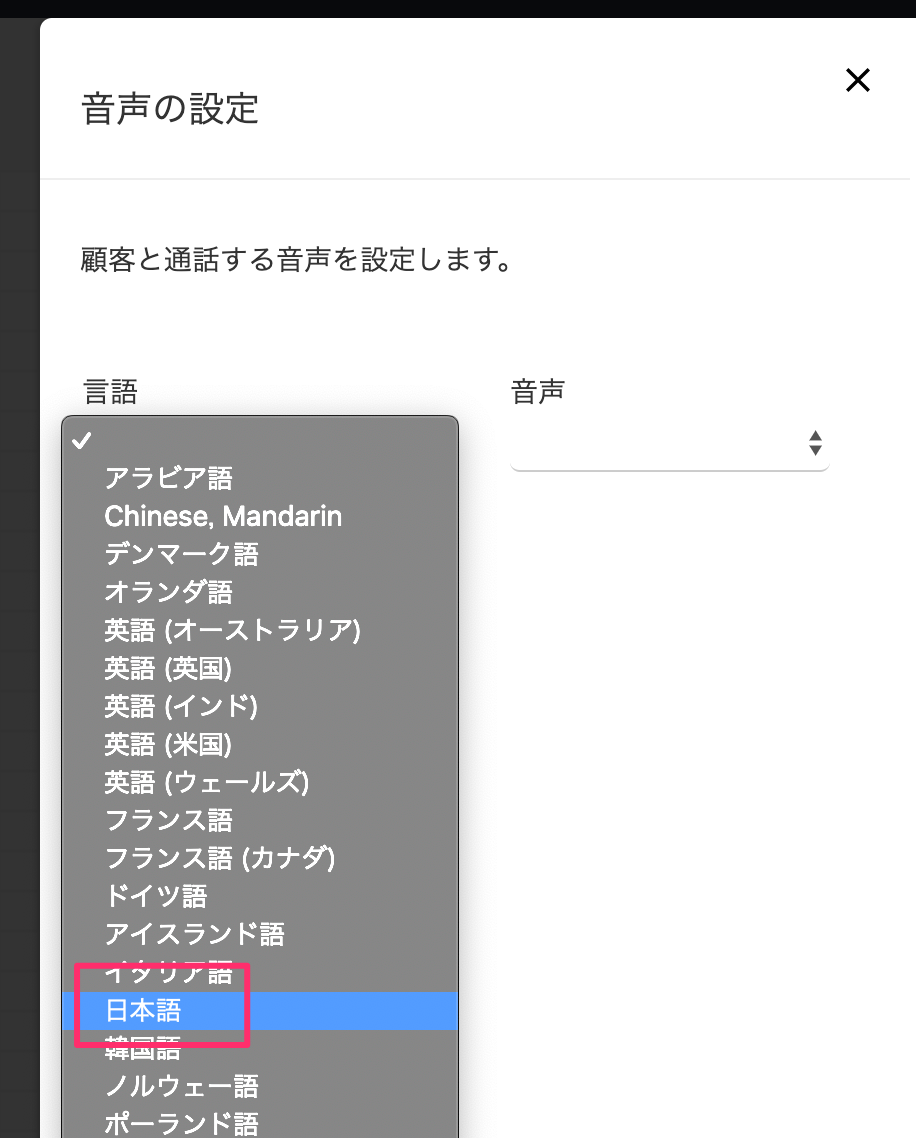 音声の設定
顧客と通話する音声を設定します。
言語
音声
アラビア語
Chinese, Mandarin
デンマーク語
オランダ語
英語 (オーストラリア)
英語 (英国)
英語 (インド)
英語 (米国)
英語 (ウェールズ)
フランス語
フランス語 (カナダ)
ドイツ語
アイスランド語
イタリア語
日本語
韓国語
ノルウェー語
ポーランド語